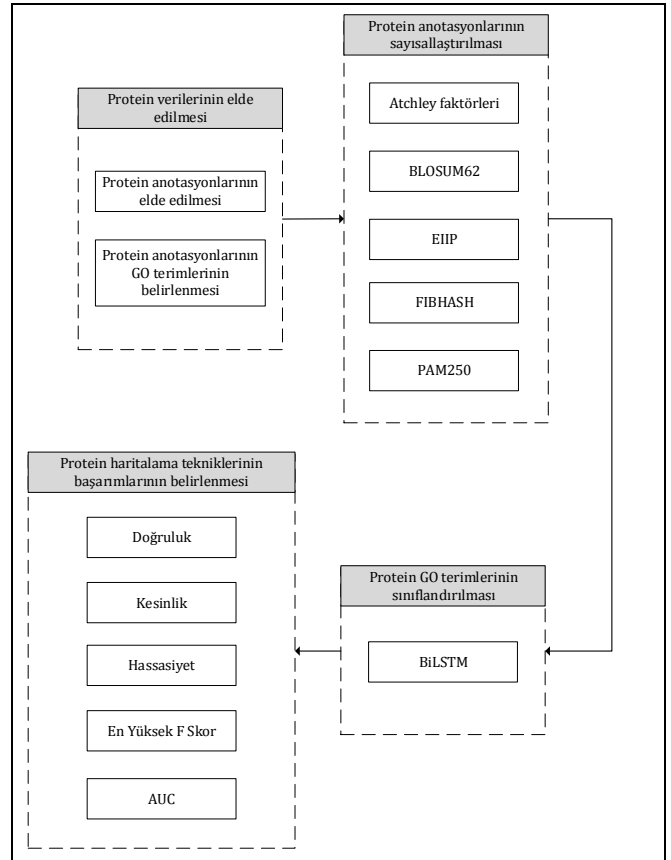 Protein verilerinin elde
edilmesi
Protein anotasyonlarının
elde edilmesi
Protein anotasyonlarının
GO terimlerinin
belirlenmesi
Protein anotasyonlarının
sayısallaştırılması
Atchley faktörleri
BLOSUM62
EIIP
FIBHASH
PAM250
Protein GO terimlerinin
sınıflandırılması
BiLSTM
Protein haritalama tekniklerinin
başarımlarının belirlenmesi
Doğruluk
Kesinlik
Hassasiyet
En Yüksek F Skor
AUC